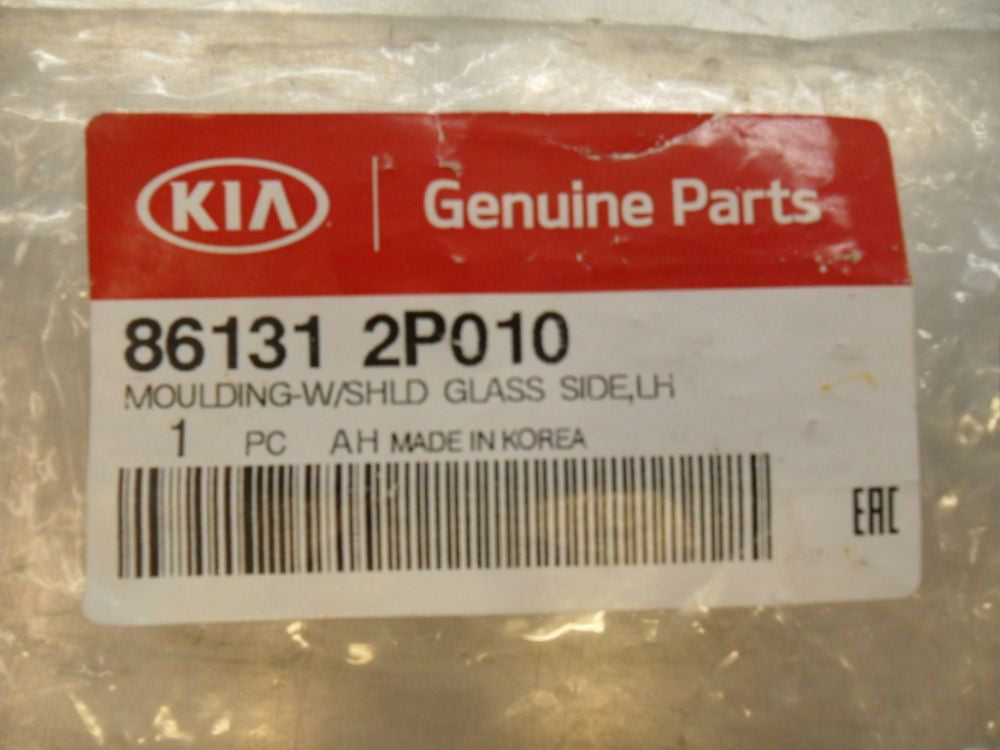 KIA Genuine Parts
86131 2P010
MOULDING-W/SHLD GLASS SIDE,LH
1 PC AH MADE IN KOREA
EAC